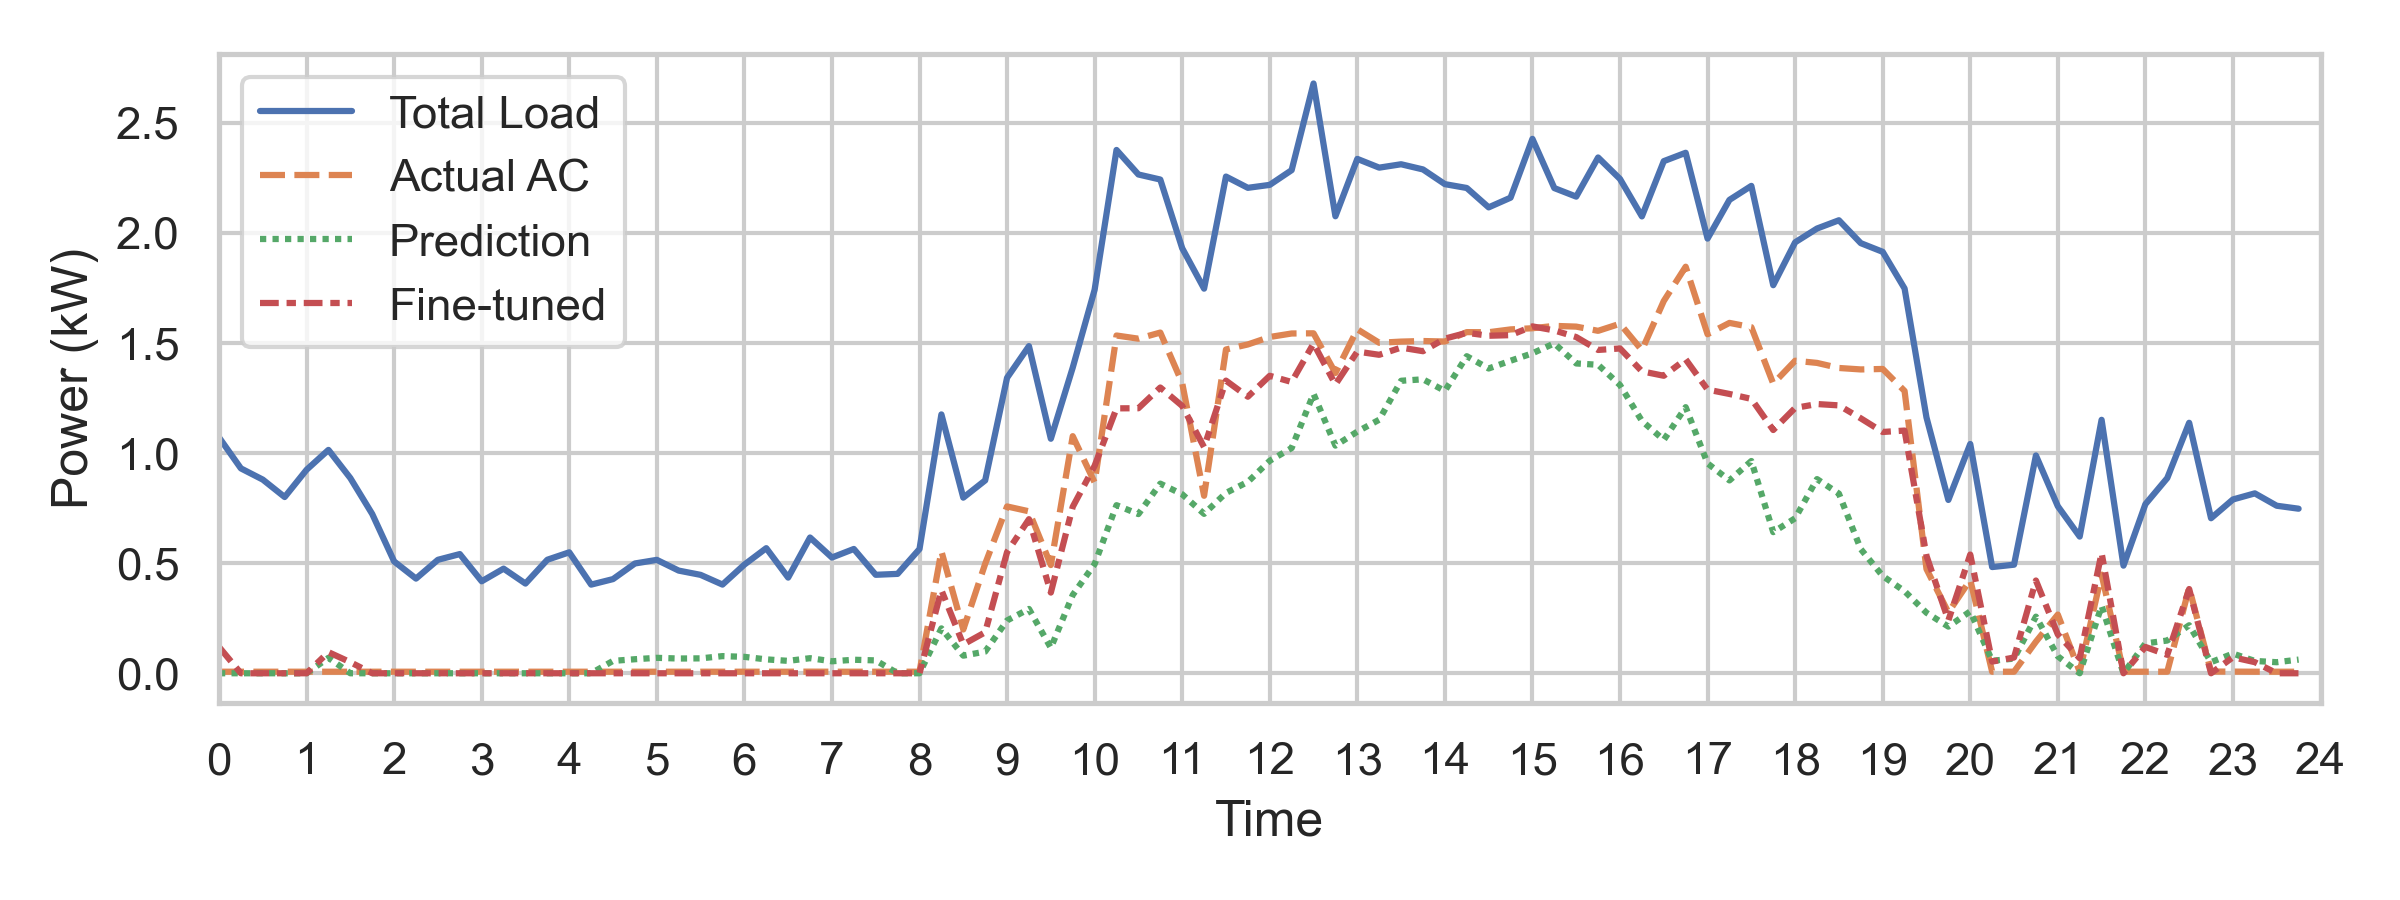 Total Load
Actual AC
Prediction
Fine-tuned
Power (kW)
2.5
2.0
1.5
1.0
0.5
0.0
0 1 2 3 4 5 6 7 8 9 10 11 12 13 14 15 16 17 18 19 20 21 22 23 24
Time